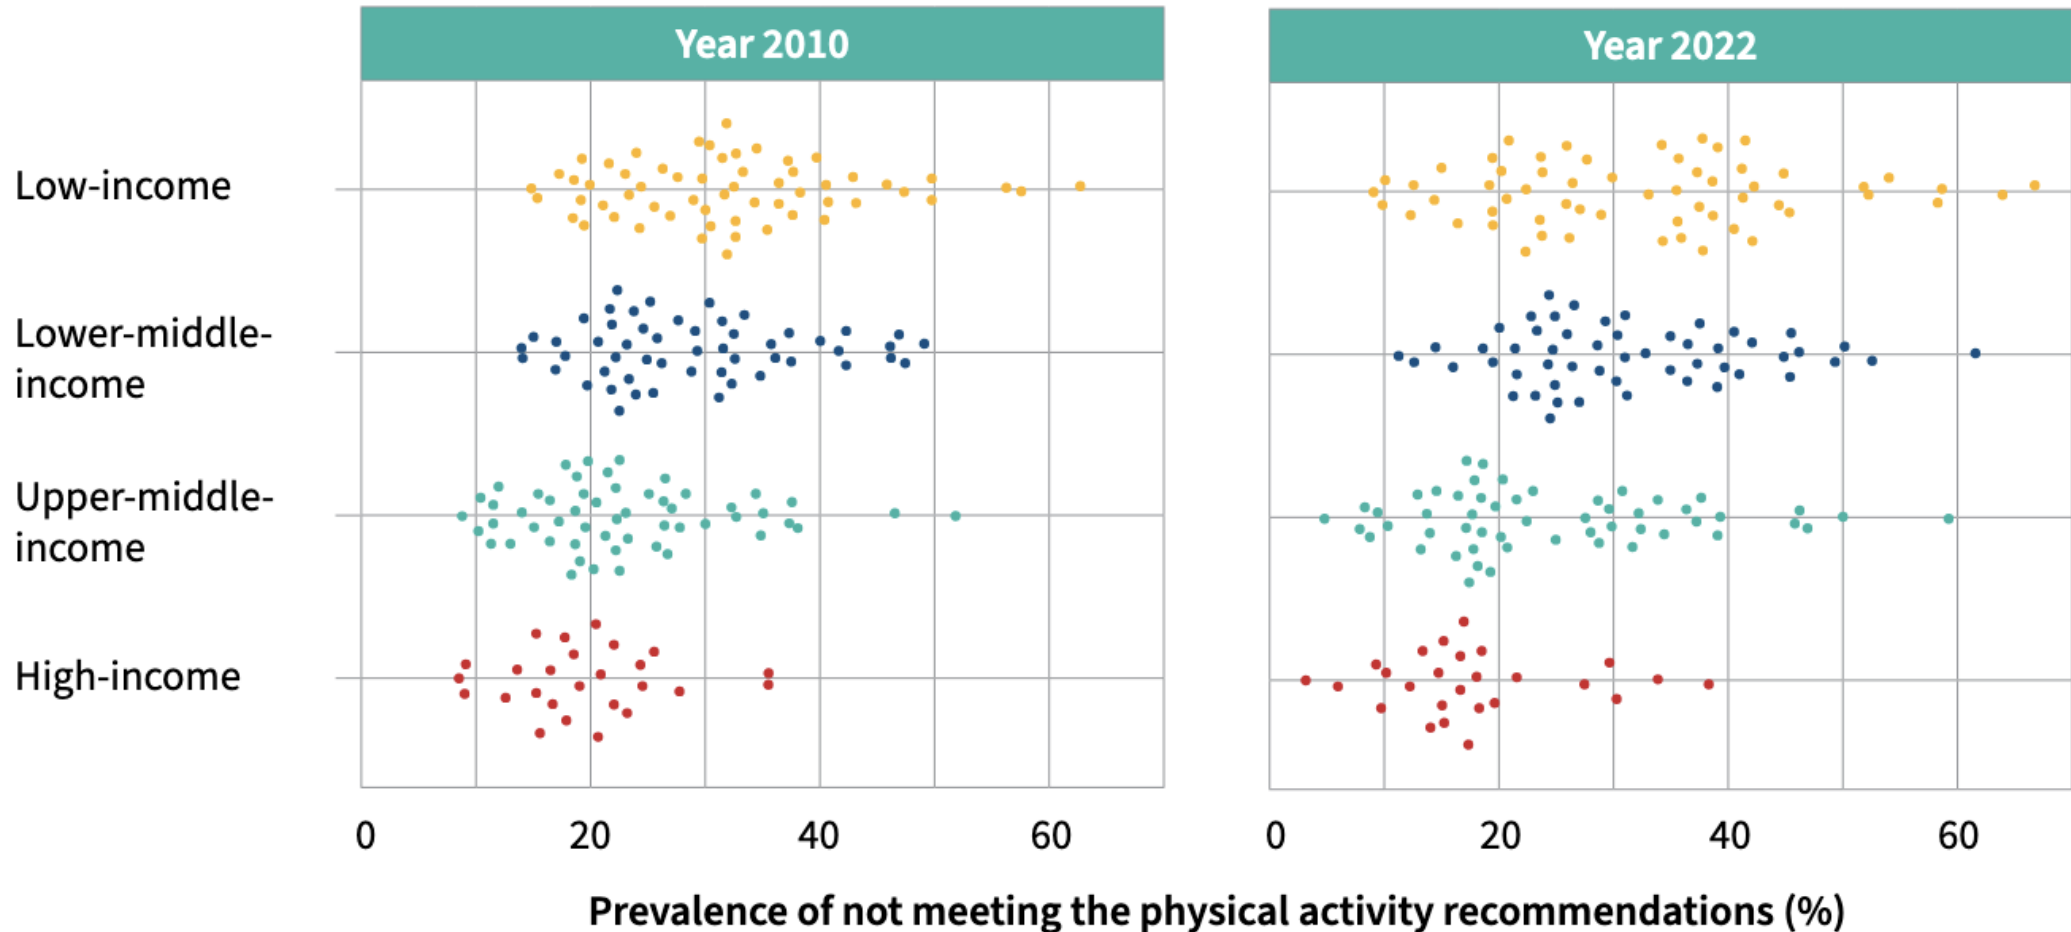 Year 2010
Year 2022
Low-income
Lower-middle-
income
Upper-middle-
income
High-income
0 20 40 60
0 20 40 60
Prevalence of not meeting the physical activity recommendations (%)